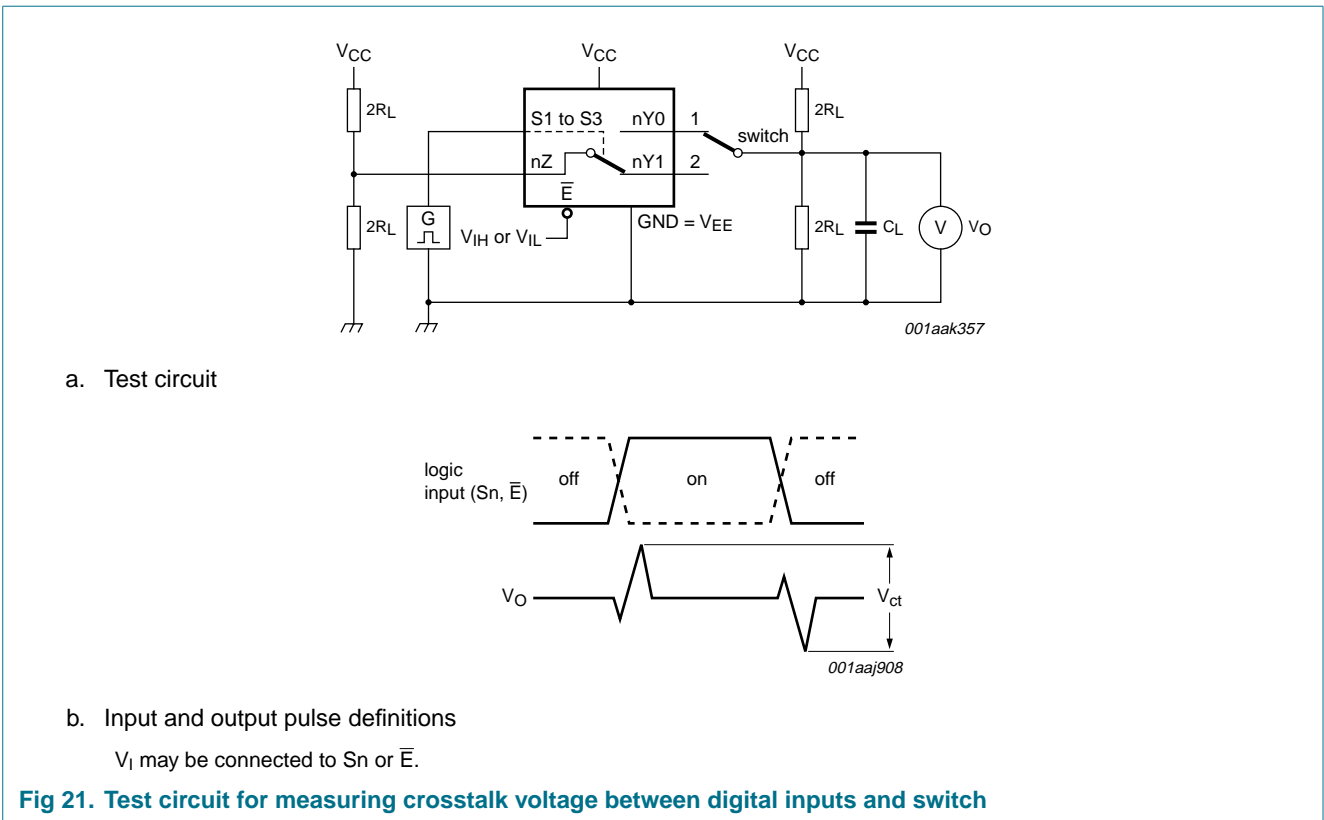 VCC VCC VCC
2RL 2RL
S1 to S3 nY0 1
switch
nZ nY1 2
E̅
2RL G VIH or VIL GND = VEE 2RL CL V VO
001aak357
a. Test circuit
logic
input (Sn, E̅)
off on off
VO
Vct
001aaj908
b. Input and output pulse definitions
VI may be connected to Sn or E̅.
Fig 21. Test circuit for measuring crosstalk voltage between digital inputs and switch